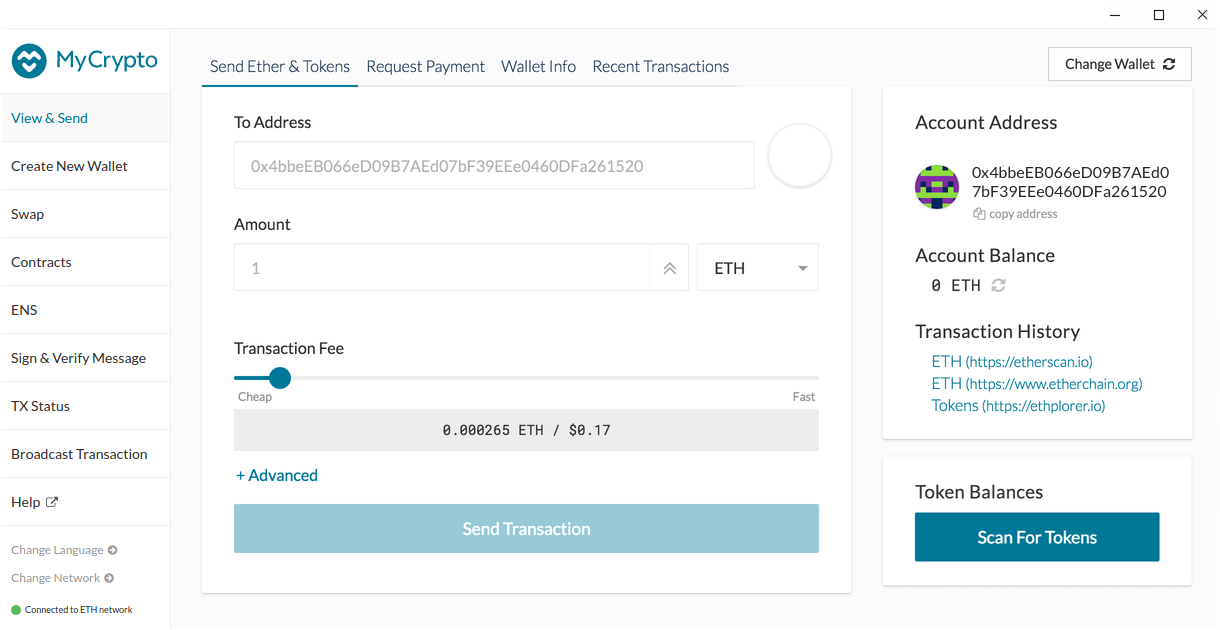 MyCrypto
View & Send
Create New Wallet
Swap
Contracts
ENS
Sign & Verify Message
TX Status
Broadcast Transaction
Help
Change Language
Change Network
Connected to ETH network
Send Ether & Tokens
Request Payment
Wallet Info
Recent Transactions
Change Wallet
To Address
0x4bbeEB066eD09B7AEd07bF39EEe0460DFa261520
Amount
1
ETH
Transaction Fee
Cheap
Fast
0.000265 ETH / $0.17
+ Advanced
Send Transaction
Account Address
0x4bbeEB066eD09B7AEd0
7bF39EEe0460DFa261520
copy address
Account Balance
0 ETH
Transaction History
ETH (https://etherscan.io)
ETH (https://www.etherchain.org)
Tokens (https://ethplorer.io)
Token Balances
Scan For Tokens